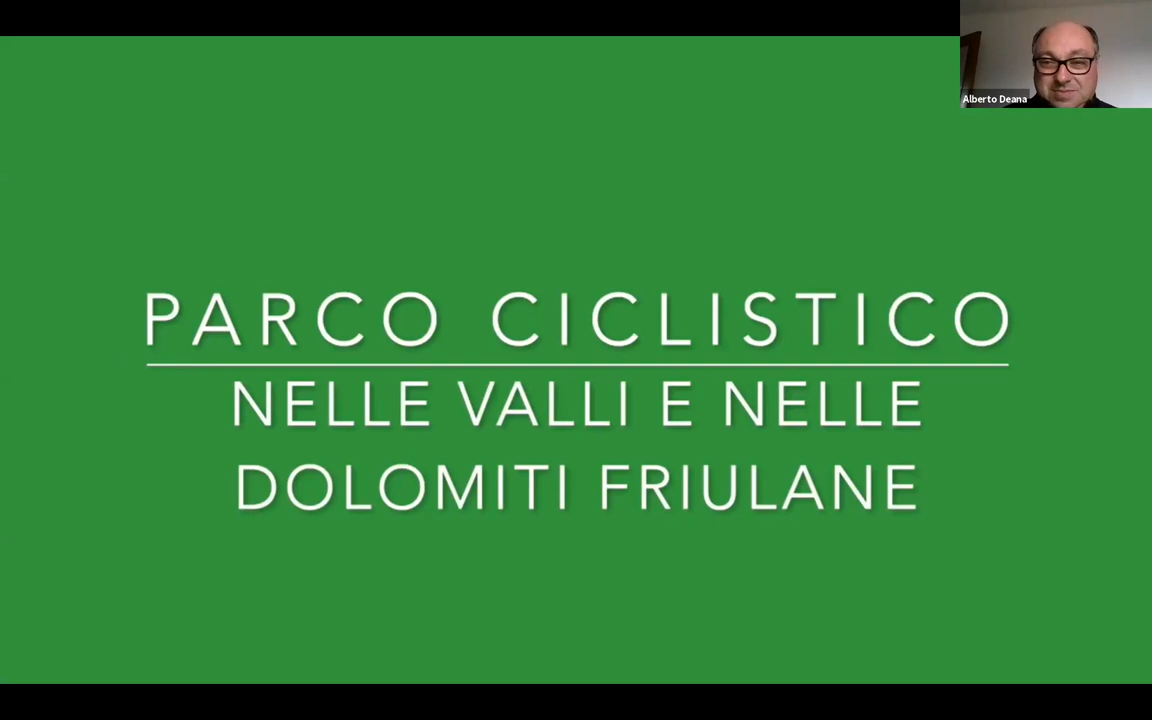 Alberto Deana
PARCO CICLISTICO
NELLE VALLI E NELLE
DOLOMITI FRIULANE